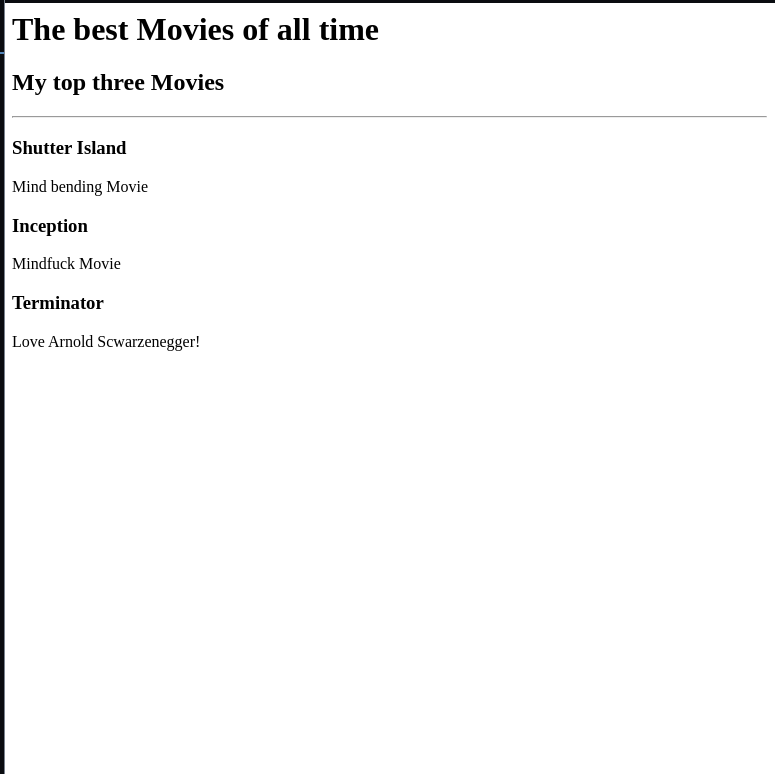 The best Movies of all time
My top three Movies
Shutter Island
Mind bending Movie
Inception
Mindfuck Movie
Terminator
Love Arnold Scwarzenegger!